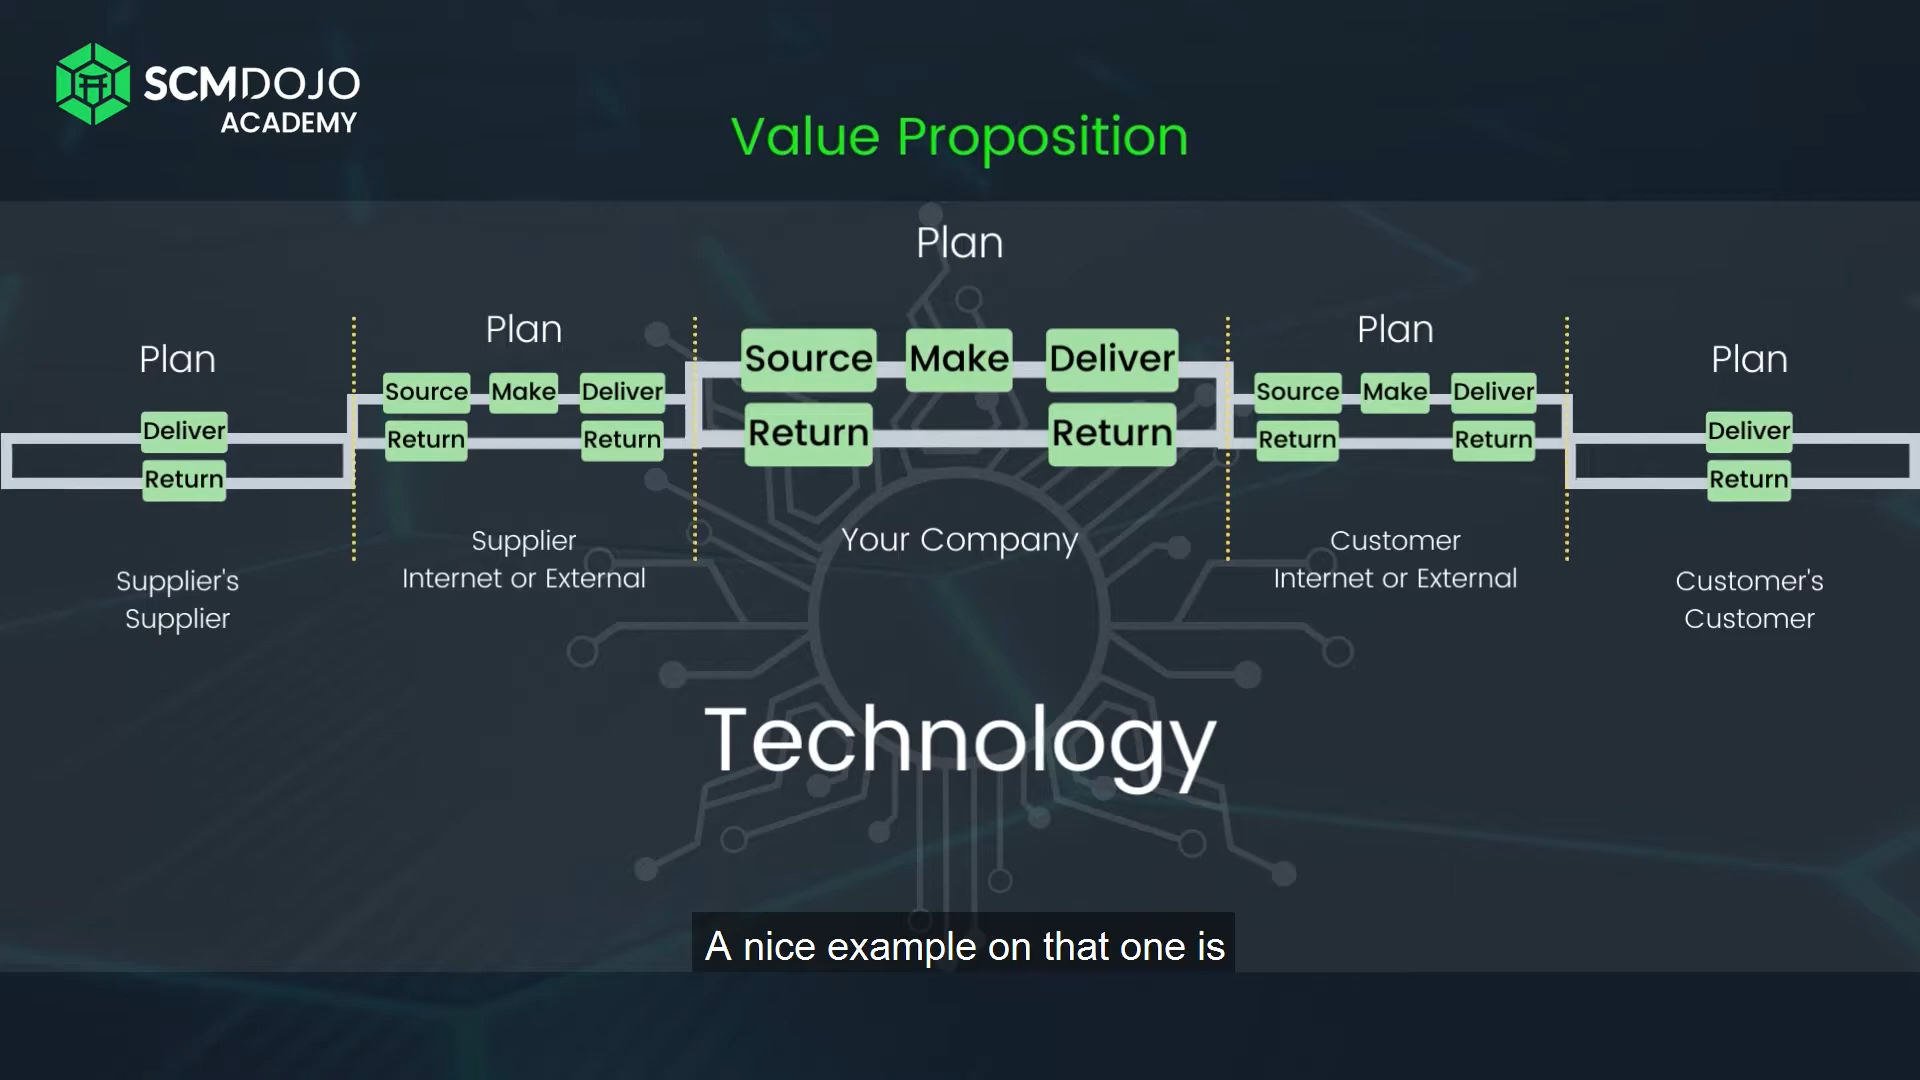 SCMDOJO
ACADEMY
Value Proposition
Plan
Plan
Deliver
Return
Supplier's
Supplier
Plan
Source Make Deliver
Return Return
Supplier
Internet or External
Source Make Deliver
Return Return
Your Company
Plan
Source Make Deliver
Return Return
Customer
Internet or External
Plan
Deliver
Return
Customer's
Customer
Technology
A nice example on that one is